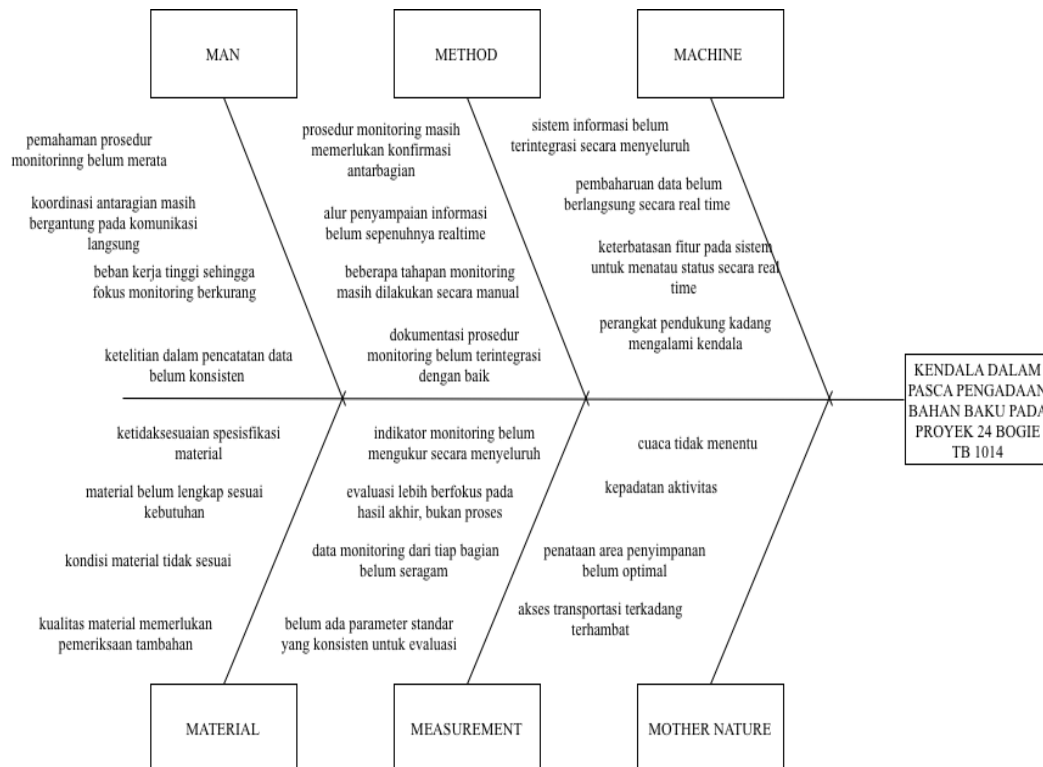 MAN
METHOD
MACHINE
pemahaman prosedur
monitorinng belum merata
koordinasi antaragian masih
bergantung pada komunikasi
langsung
beban kerja tinggi sehingga
fokus monitoring berkurang
ketelitian dalam pencatatan data
belum konsisten
prosedur monitoring masih
memerlukan konfirmasi
antarbagian
alur penyampaian informasi
belum sepenuhnya realtime
beberapa tahapan monitoring
masih dilakukan secara manual
dokumentasi prosedur
monitoring belum terintegrasi
dengan baik
sistem informasi belum
terintegrasi secara menyeluruh
pembaharuan data belum
berlangsung secara real time
keterbatasan fitur pada sistem
untuk menatau status secara real
time
perangkat pendukung kadang
mengalami kendala
KENDALA DALAM
PASCA PENGADAAN
BAHAN BAKU PADA
PROYEK 24 BOGIE
TB 1014
ketidaksesuaian spesisfikasi
material
material belum lengkap sesuai
kebutuhan
kondisi material tidak sesuai
kualitas material memerlukan
pemeriksaan tambahan
indikator monitoring belum
mengukur secara menyeluruh
evaluasi lebih berfokus pada
hasil akhir, bukan proses
data monitoring dari tiap bagian
belum seragam
belum ada parameter standar
yang konsisten untuk evaluasi
cuaca tidak menentu
kepadatan aktivitas
penataan area penyimpanan
belum optimal
akses transportasi terkadang
terhambat
MATERIAL
MEASUREMENT
MOTHER NATURE